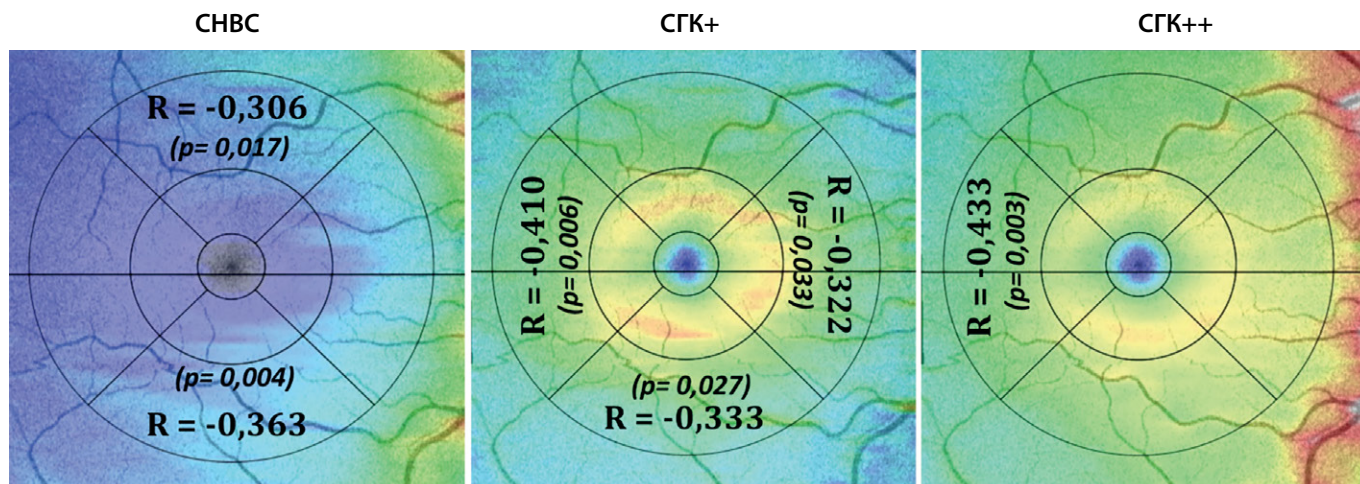 СНВС
СГК+
СГК++
R = -0,306
(p= 0,017)
(p= 0,004)
R = -0,363
R = -0,410
(p= 0,006)
R = -0,322
(p= 0,033)
(p= 0,027)
R = -0,333
R = -0,433
(p= 0,003)